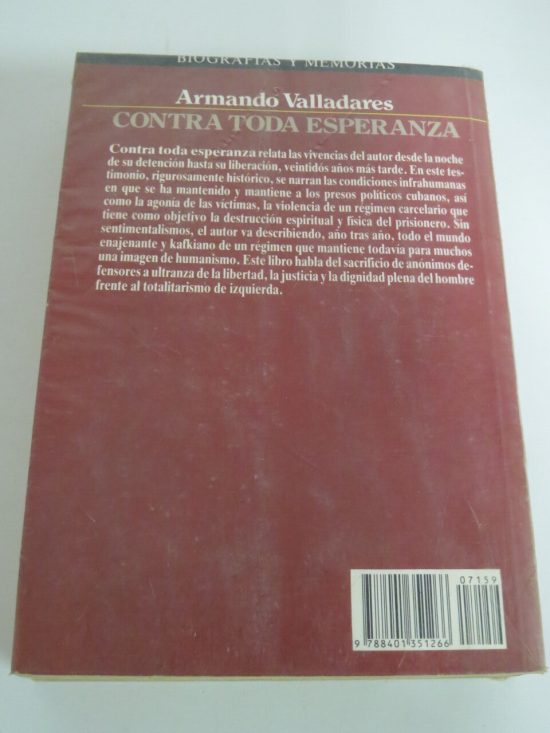 BIOGRAFIAS Y MEMORIAS
Armando Valladares
CONTRA TODA ESPERANZA
Contra toda esperanza relata las vivencias del autor desde la noche
de su detención hasta su liberación, veintidós años más tarde. En este tes-
timonio, rigurosamente histórico, se narran las condiciones infrahumanas
en que se ha mantenido y mantiene a los presos políticos cubanos, así
como la agonía de las víctimas, la violencia de un régimen carcelario que
tiene como objetivo la destrucción espiritual y física del prisionero. Sin
sentimentalismos, el autor va describiendo, año tras año, todo el mundo
enajenante y kafkiano de un régimen que mantiene todavía para muchos
una imagen de humanismo. Este libro habla del sacrificio de anónimos de-
fensores a ultranza de la libertad, la justicia y la dignidad plena del hombre
frente al totalitarismo de izquierda.
07159
9 788401 351266